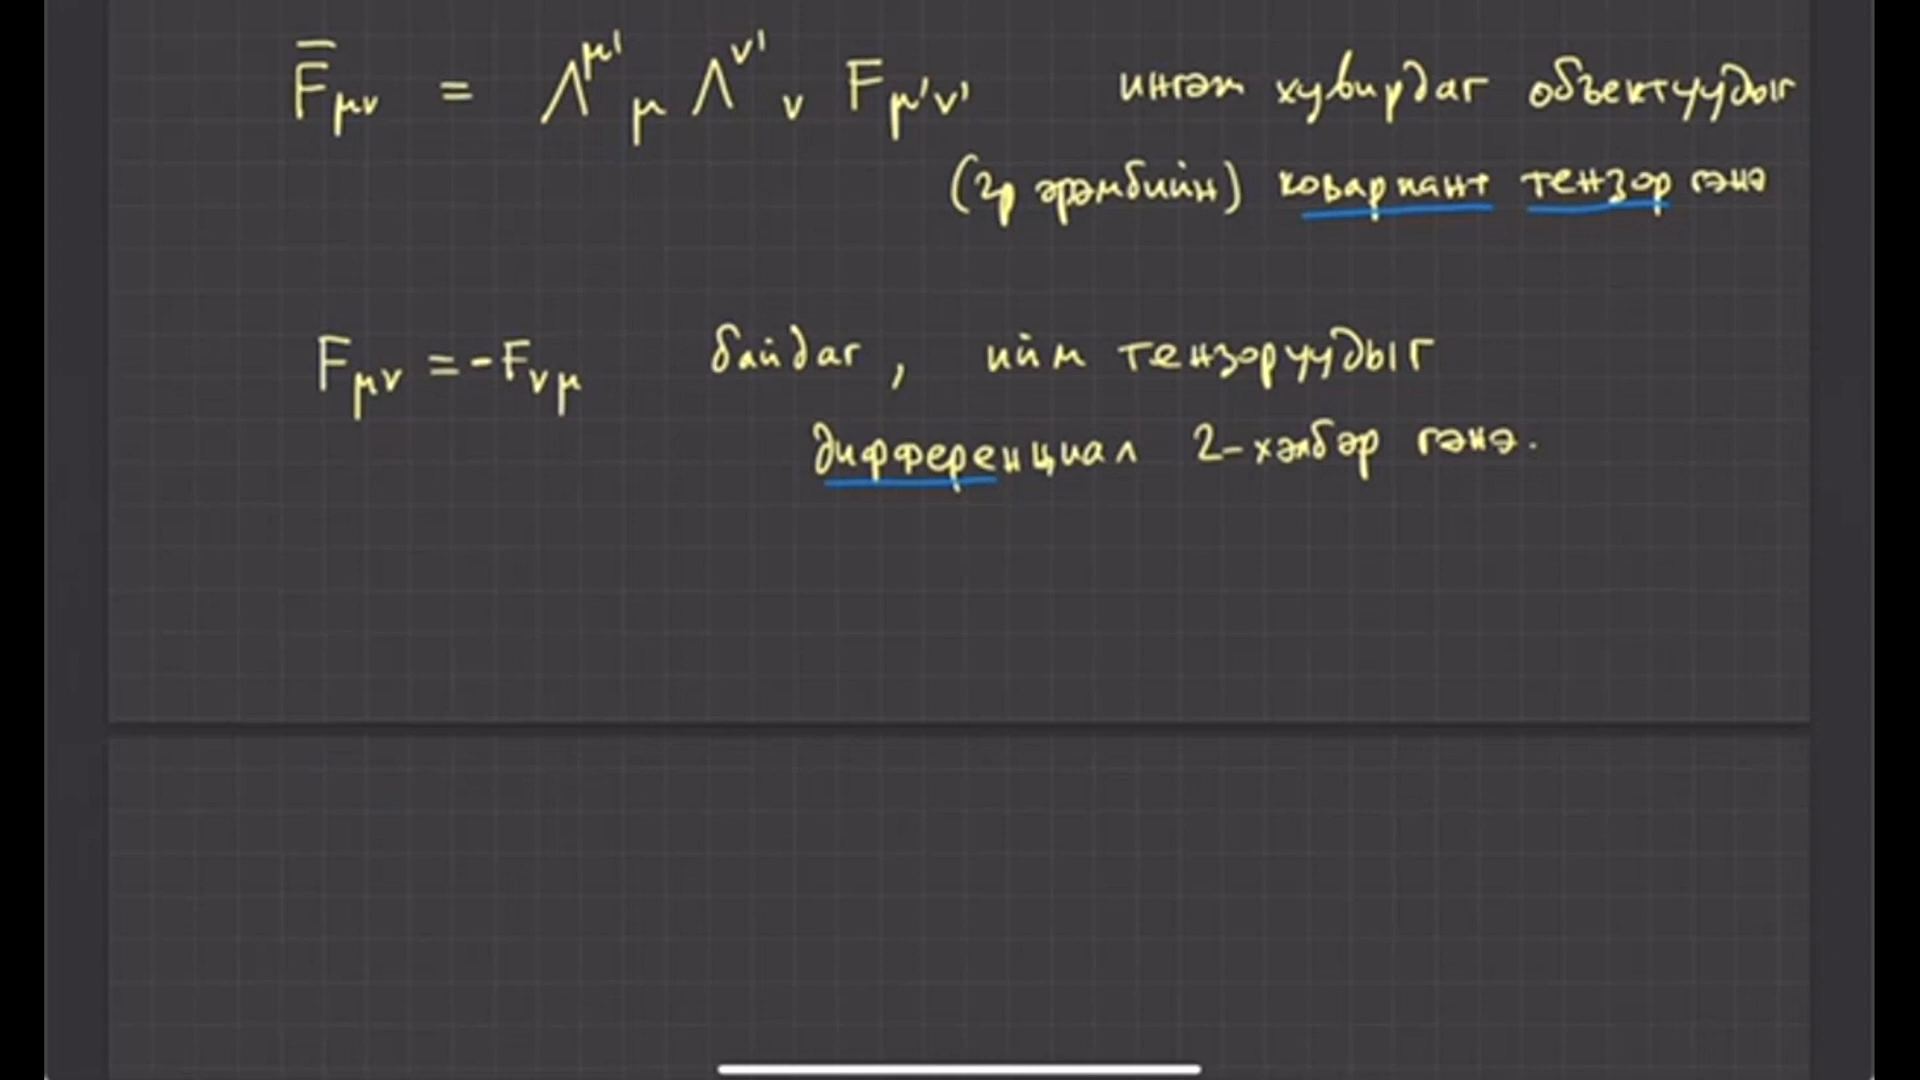 F̅_μν = Λ^μ'_μ Λ^ν'_ν F_μ'ν' ингэж хувирдаг объектуудыг
(2р эрэмбийн) ковариант тензор гэнэ
F_μν = -F_νμ байдаг, ийм тензоруудыг
дифференциал 2-хэлбэр гэнэ.